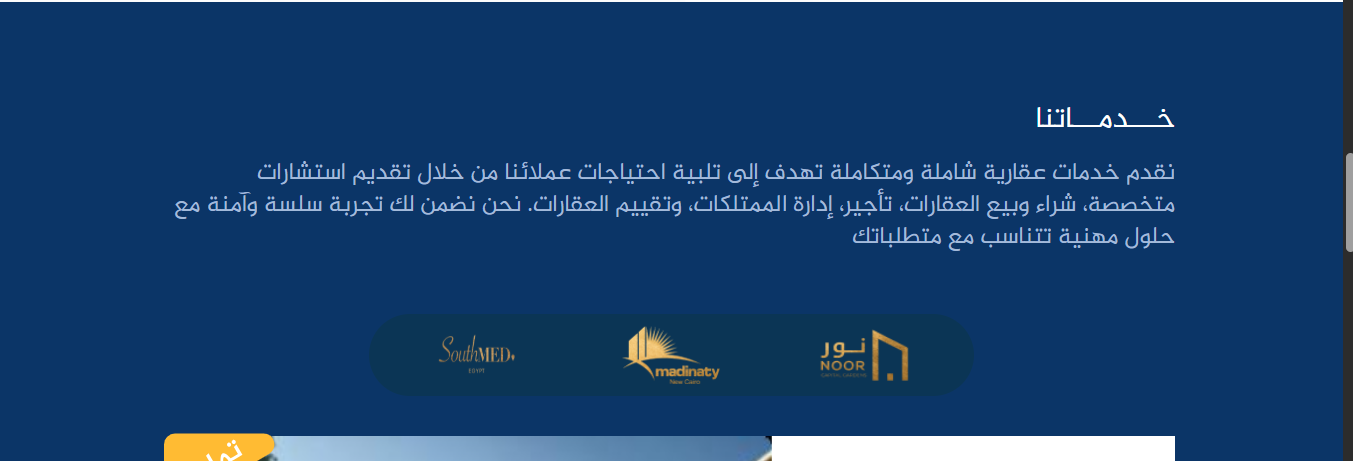 خـــدمـــاتنا
نقدم خدمات عقارية شاملة ومتكاملة تهدف إلى تلبية احتياجات عملائنا من خلال تقديم استشارات
متخصصة، شراء وبيع العقارات، تأجير، إدارة الممتلكات، وتقييم العقارات. نحن نضمن لك تجربة سلسة وآمنة مع
حلول مهنية تتناسب مع متطلباتك
نـور
NOOR
madinaty
New Cairo
SouthMED
EGYPT